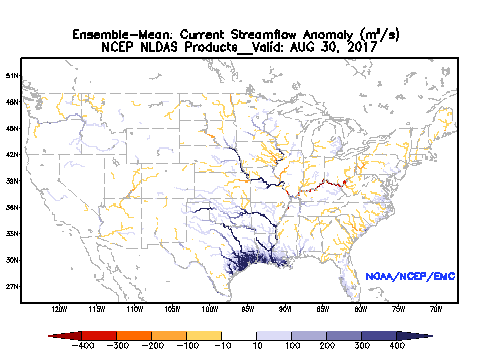 Ensemble-Mean: Current Streamflow Anomaly (m³/s)
NCEP NLDAS Products__Valid: AUG 30, 2017
51N
48N
45N
42N
39N
36N
33N
30N
27N
NOAA/NCEP/EMC
120W 115W 110W 105W 100W 95W 90W 85W 80W 75W 70W
-400 -300 -200 -100 -10 10 100 200 300 400